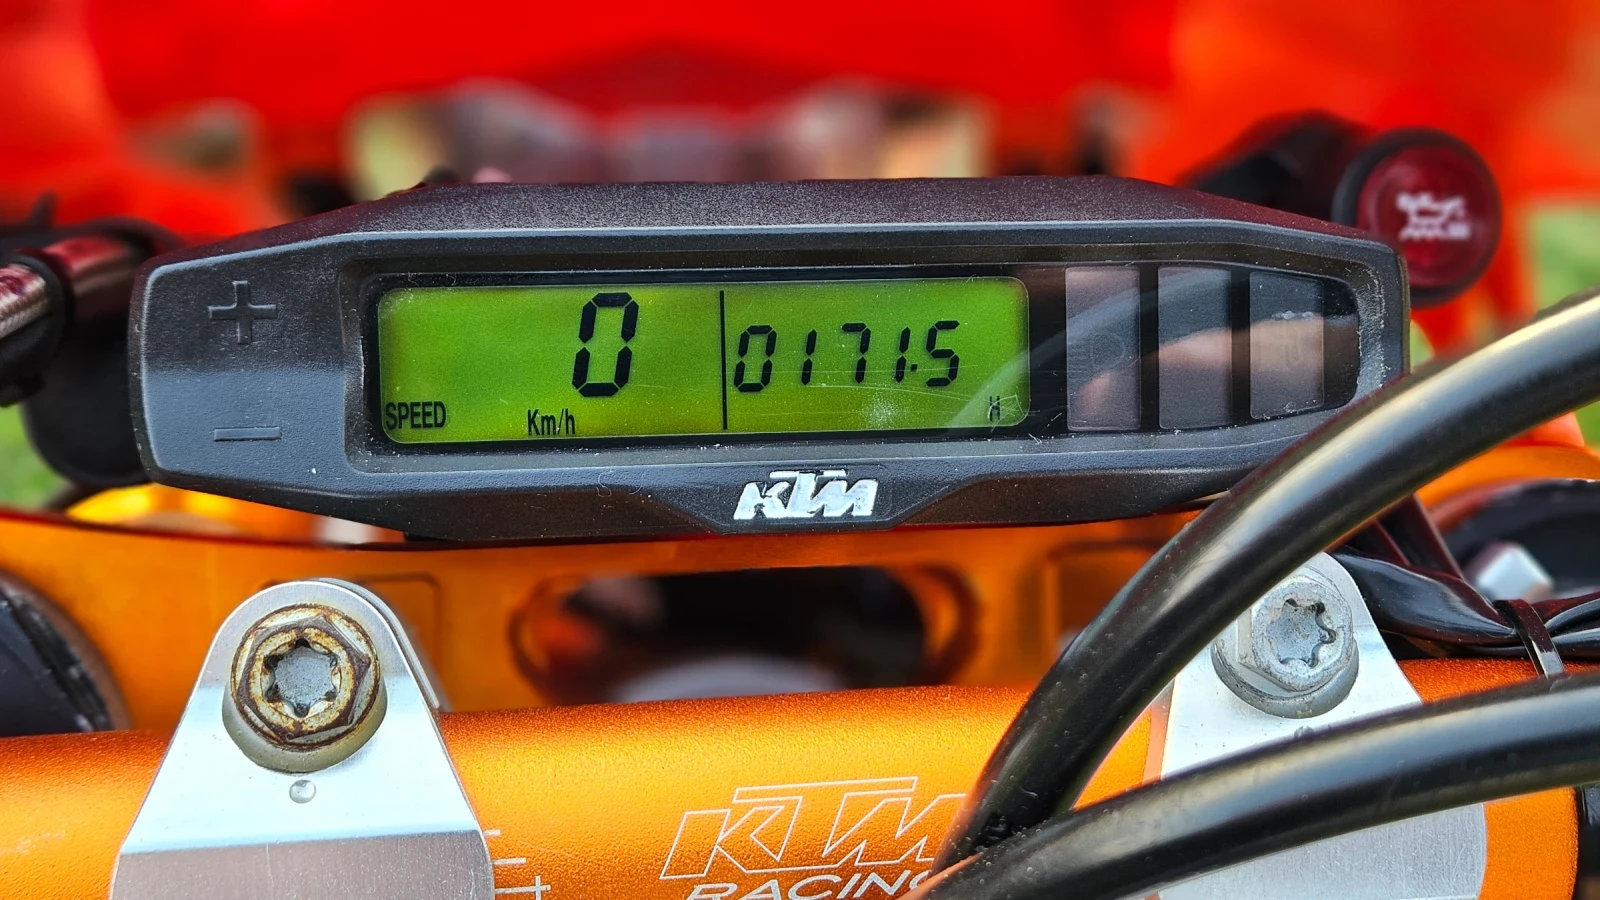 0
0171.5
SPEED
Km/h
H
KTM
KTM
RACING